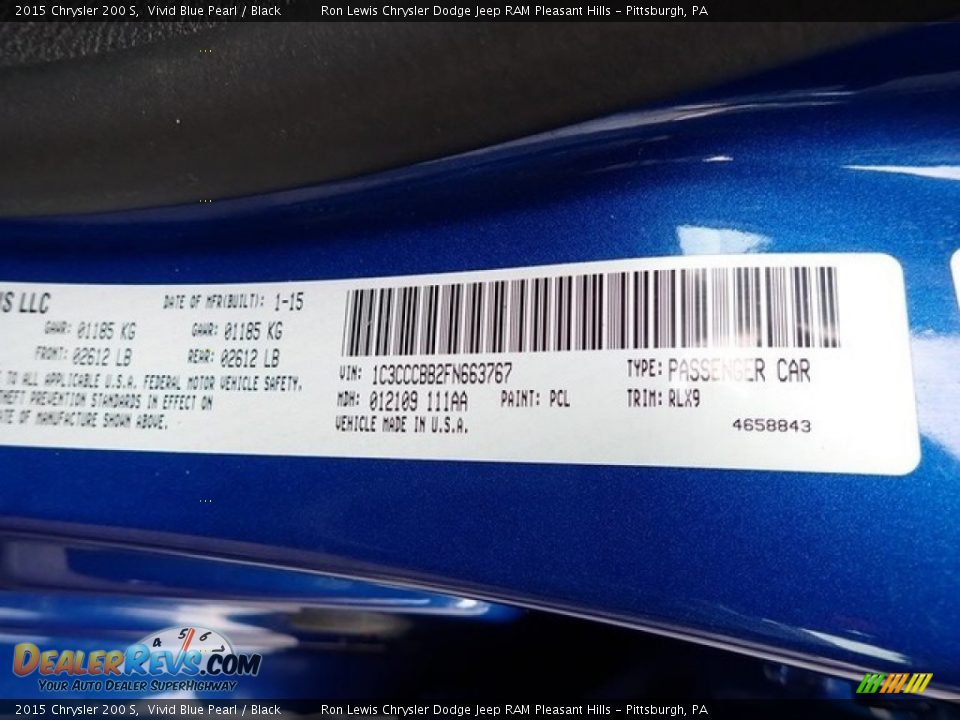 2015 Chrysler 200 S, Vivid Blue Pearl / Black Ron Lewis Chrysler Dodge Jeep RAM Pleasant Hills - Pittsburgh, PA
LLC DATE OF MFR(BUILT): 1-15
GAWR: 01185 KG GAWR: 01185 KG
FRONT: 02612 LB REAR: 02612 LB
TO ALL APPLICABLE U.S.A. FEDERAL MOTOR VEHICLE SAFETY,
THEFT PREVENTION STANDARDS IN EFFECT ON
OF MANUFACTURE SHOWN ABOVE.
VIN: 1C3CCCBB2FN663767 TYPE: PASSENGER CAR
MDH: 012109 111AA PAINT: PCL TRIM: RLX9
VEHICLE MADE IN U.S.A.
4658843
4 5 6
DEALERREVS.COM
YOUR AUTO DEALER SUPERHIGHWAY
2015 Chrysler 200 S, Vivid Blue Pearl / Black Ron Lewis Chrysler Dodge Jeep RAM Pleasant Hills - Pittsburgh, PA